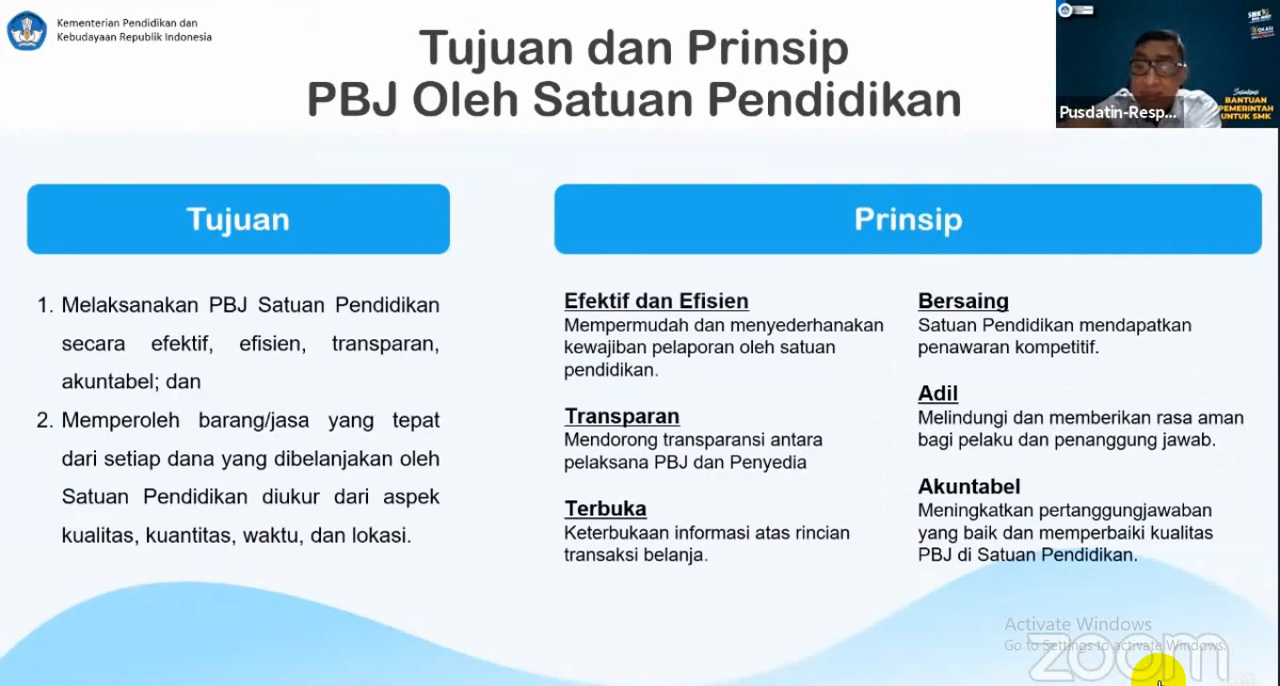 Kementerian Pendidikan dan
Kebudayaan Republik Indonesia
Tujuan dan Prinsip
PBJ Oleh Satuan Pendidikan
Pusdatin-Resp...
BANTUAN
PEMERINTAH
UNTUK SMK
Tujuan
1. Melaksanakan PBJ Satuan Pendidikan
secara efektif, efisien, transparan,
akuntabel; dan
2. Memperoleh barang/jasa yang tepat
dari setiap dana yang dibelanjakan oleh
Satuan Pendidikan diukur dari aspek
kualitas, kuantitas, waktu, dan lokasi.
Prinsip
Efektif dan Efisien
Mempermudah dan menyederhanakan
kewajiban pelaporan oleh satuan
pendidikan.
Transparan
Mendorong transparansi antara
pelaksana PBJ dan Penyedia
Terbuka
Keterbukaan informasi atas rincian
transaksi belanja.
Bersaing
Satuan Pendidikan mendapatkan
penawaran kompetitif.
Adil
Melindungi dan memberikan rasa aman
bagi pelaku dan penanggung jawab.
Akuntabel
Meningkatkan pertanggungjawaban
yang baik dan memperbaiki kualitas
PBJ di Satuan Pendidikan.
Activate Windows
Go to Settings to activate Windows.
zoom